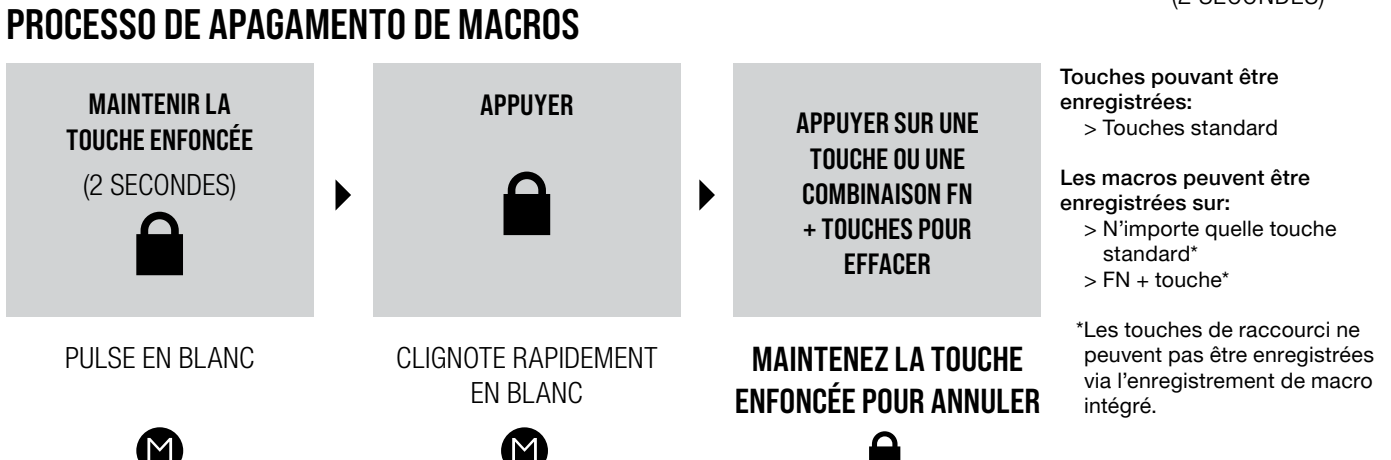 (2 SECONDES)
PROCESSO DE APAGAMENTO DE MACROS
MAINTENIR LA
TOUCHE ENFONCÉE
(2 SECONDES)
PULSE EN BLANC
M
APPUYER
CLIGNOTE RAPIDEMENT
EN BLANC
M
APPUYER SUR UNE
TOUCHE OU UNE
COMBINAISON FN
+ TOUCHES POUR
EFFACER
MAINTENEZ LA TOUCHE
ENFONCÉE POUR ANNULER
Touches pouvant être
enregistrées:
> Touches standard
Les macros peuvent être
enregistrées sur:
> N'importe quelle touche
standard*
> FN + touche*
*Les touches de raccourci ne
peuvent pas être enregistrées
via l'enregistrement de macro
intégré.